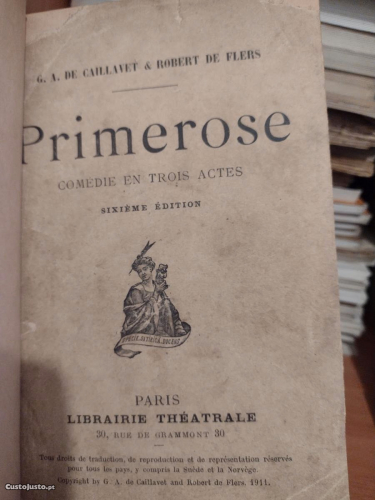 G. A. DE CAILLAVET & ROBERT DE FLERS
Primerose
COMEDIE EN TROIS ACTES
SIXIÈME ÉDITION
PARIS
LIBRAIRIE THÉATRALE
30, RUE DE GRAMMONT 30
Tous droits de traduction, de reproduction et de représentation réservés
pour tous les pays, y compris la Suède et la Norvège.
Copyright by G. A. de Caillavet and Robert de Flers, 1911.
CustoJusto.pt